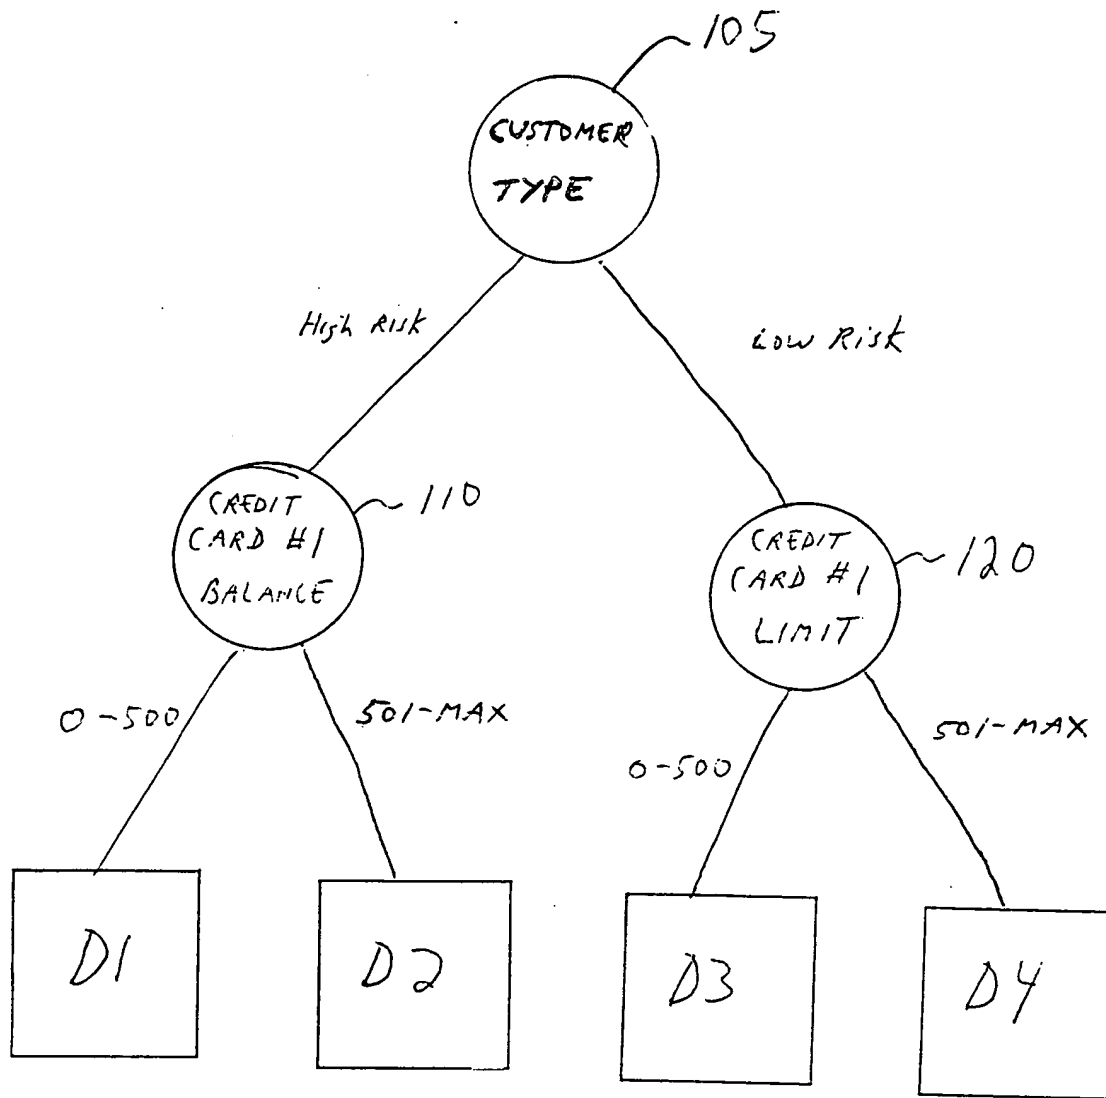 105
CUSTOMER
TYPE
High Risk
Low Risk
CREDIT
CARD #1
BALANCE
110
CREDIT
CARD #1
LIMIT
120
0-500
501-MAX
0-500
501-MAX
D1
D2
D3
D4